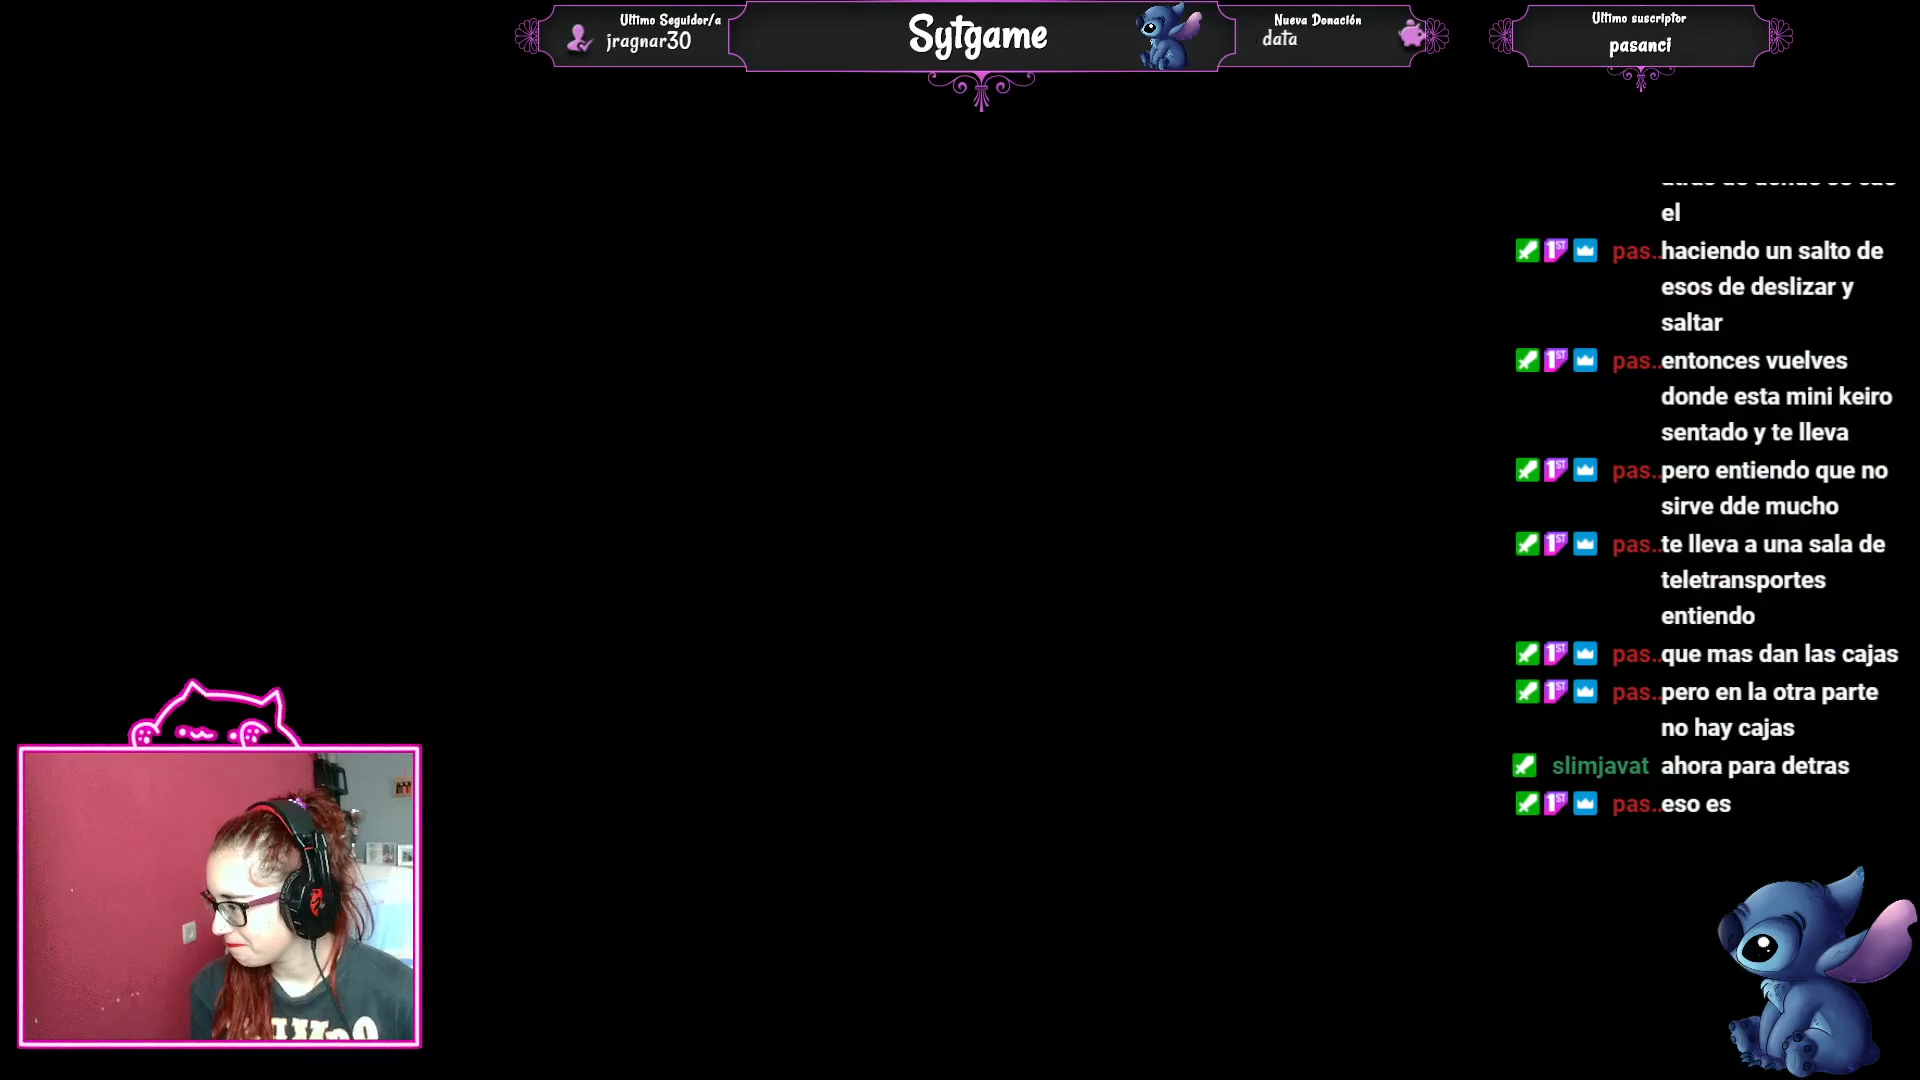 Ultimo Seguidor/a
jragnar30
Sytgame
Nueva Donación
data
Ultimo suscriptor
pasanci
el
pas..haciendo un salto de
esos de deslizar y
saltar
pas..entonces vuelves
donde esta mini keiro
sentado y te lleva
pas..pero entiendo que no
sirve dde mucho
pas..te lleva a una sala de
teletransportes
entiendo
pas..que mas dan las cajas
pas..pero en la otra parte
no hay cajas
slimjavat ahora para detras
pas..eso es